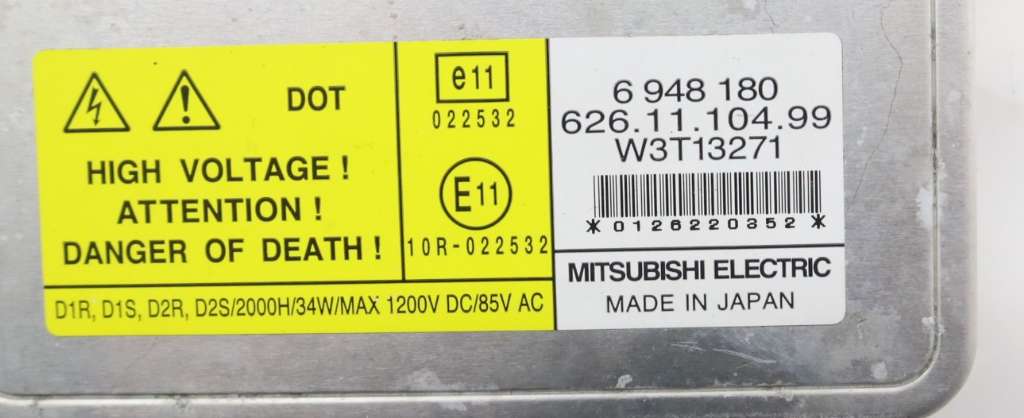 DOT
HIGH VOLTAGE !
ATTENTION !
DANGER OF DEATH !
e11
022532
E11
10R-022532
D1R, D1S, D2R, D2S/2000H/34W/MAX 1200V DC/85V AC
6 948 180
626.11.104.99
W3T13271
*0126220352*
MITSUBISHI ELECTRIC
MADE IN JAPAN